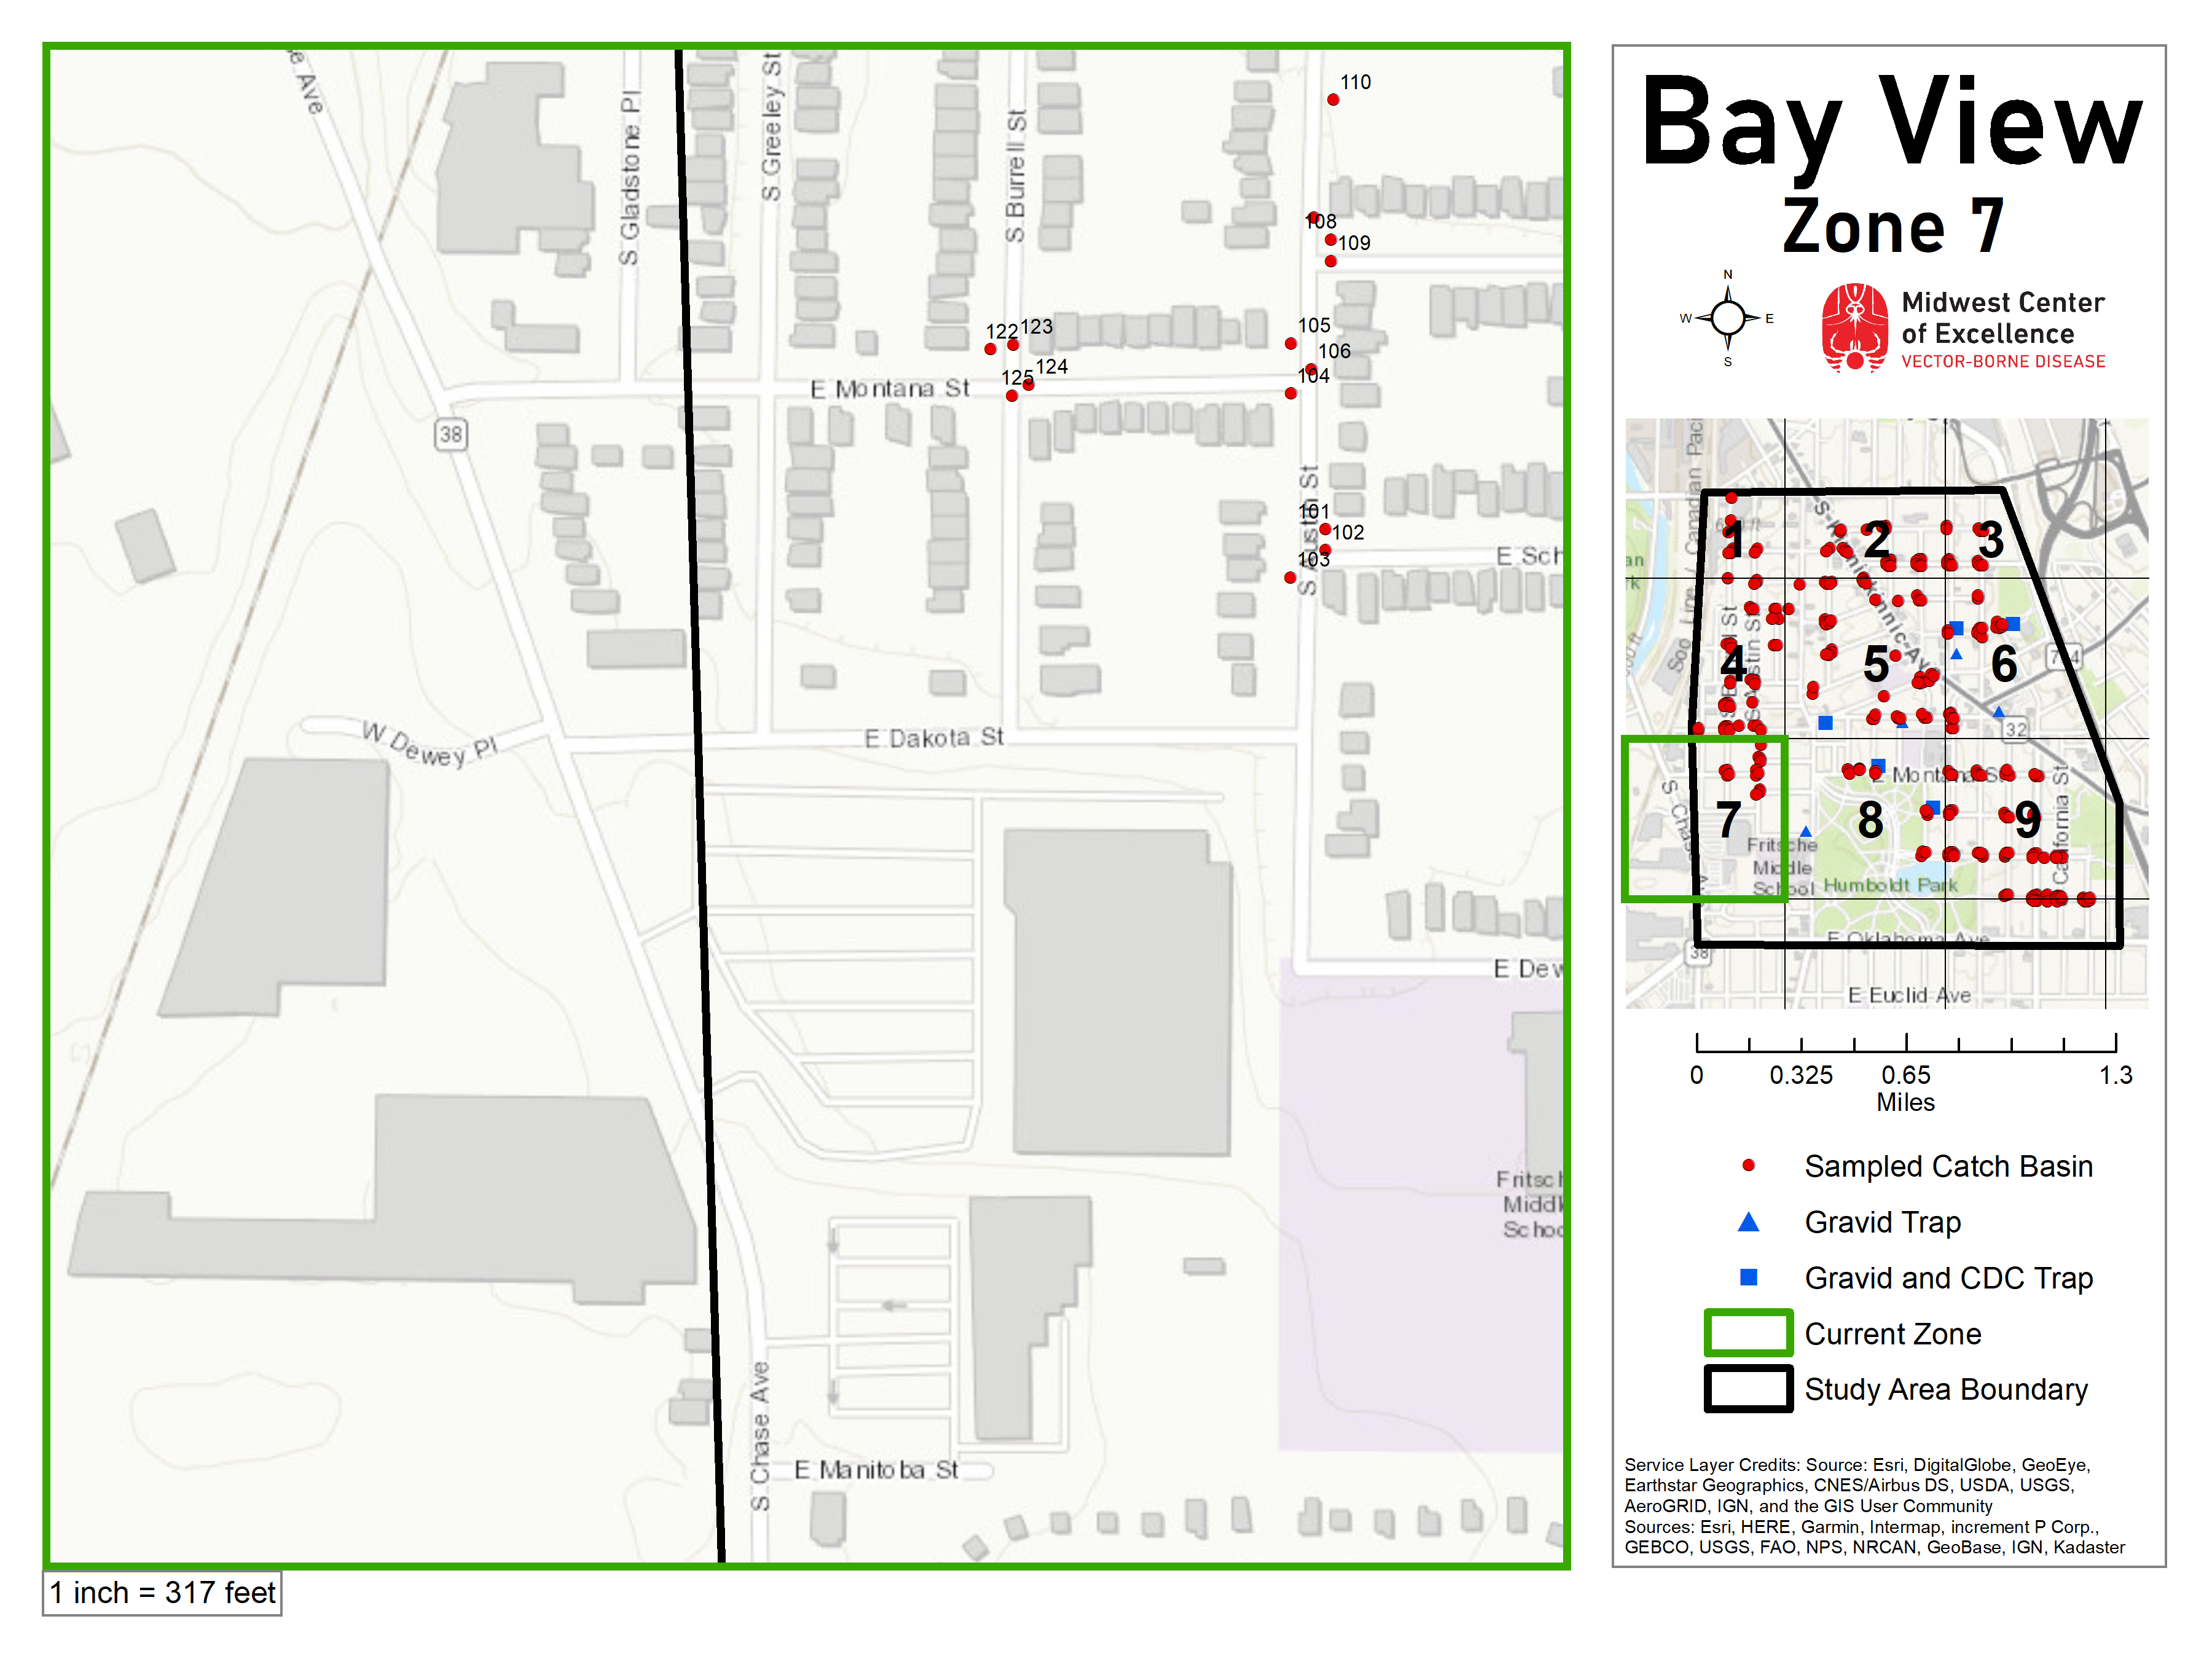 Bay View
Zone 7
N
W
E
S
Midwest Center
of Excellence
VECTOR-BORNE DISEASE
S Gladstone Pl
S Greeley St
S Burrell St
110
108
109
122
123
105
106
124
125
104
E Montana St
38
S Austin St
101
102
103
E Sch
W Dewey Pl
E Dakota St
E Dew
Fritsch
Middl
Schoo
S Chase Ave
E Manitoba St
1 inch = 317 feet
1
2
3
4
5
6
7
8
9
32
E Montana St
Fritsche
Middle
School
Humboldt Park
California St
E Oklahoma Ave
38
E Euclid Ave
0
0.325
0.65
1.3
Miles
Sampled Catch Basin
Gravid Trap
Gravid and CDC Trap
Current Zone
Study Area Boundary
Service Layer Credits: Source: Esri, DigitalGlobe, GeoEye,
Earthstar Geographics, CNES/Airbus DS, USDA, USGS,
AeroGRID, IGN, and the GIS User Community
Sources: Esri, HERE, Garmin, Intermap, increment P Corp.,
GEBCO, USGS, FAO, NPS, NRCAN, GeoBase, IGN, Kadaster